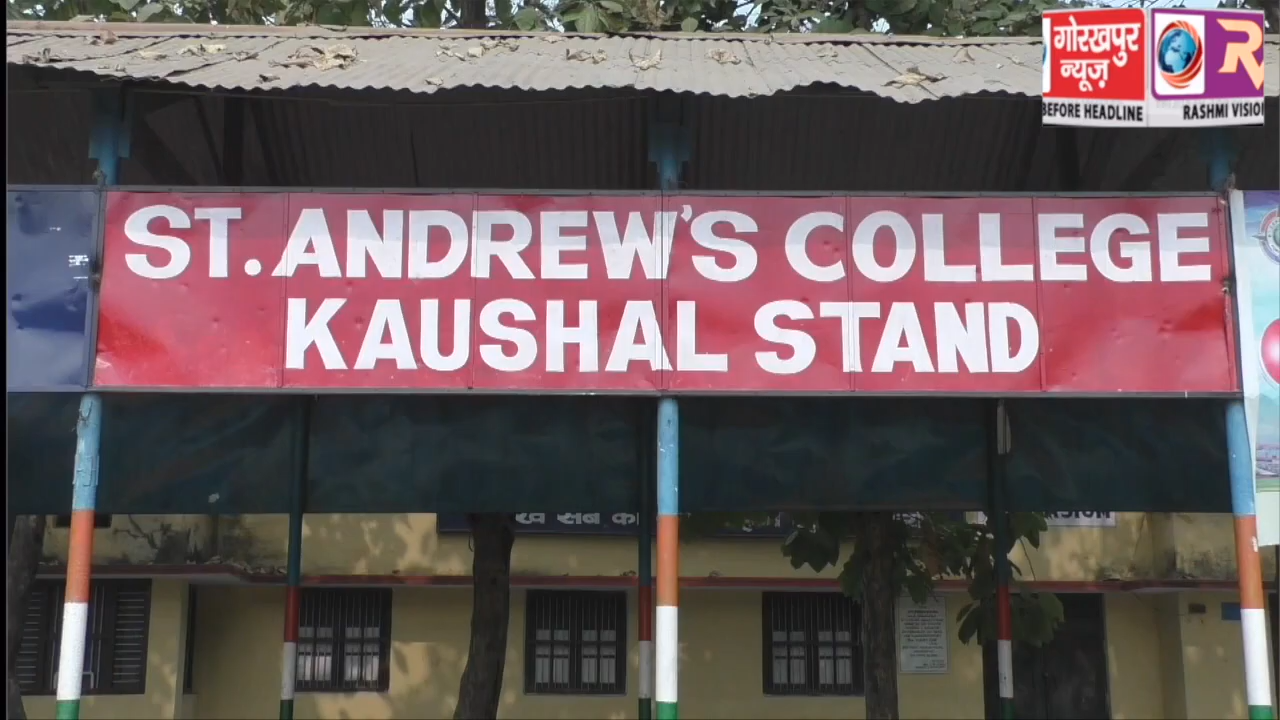 गोरखपुर
न्यूज़
BEFORE HEADLINE
R
RASHMI VISION
ST. ANDREW'S COLLEGE
KAUSHAL STAND